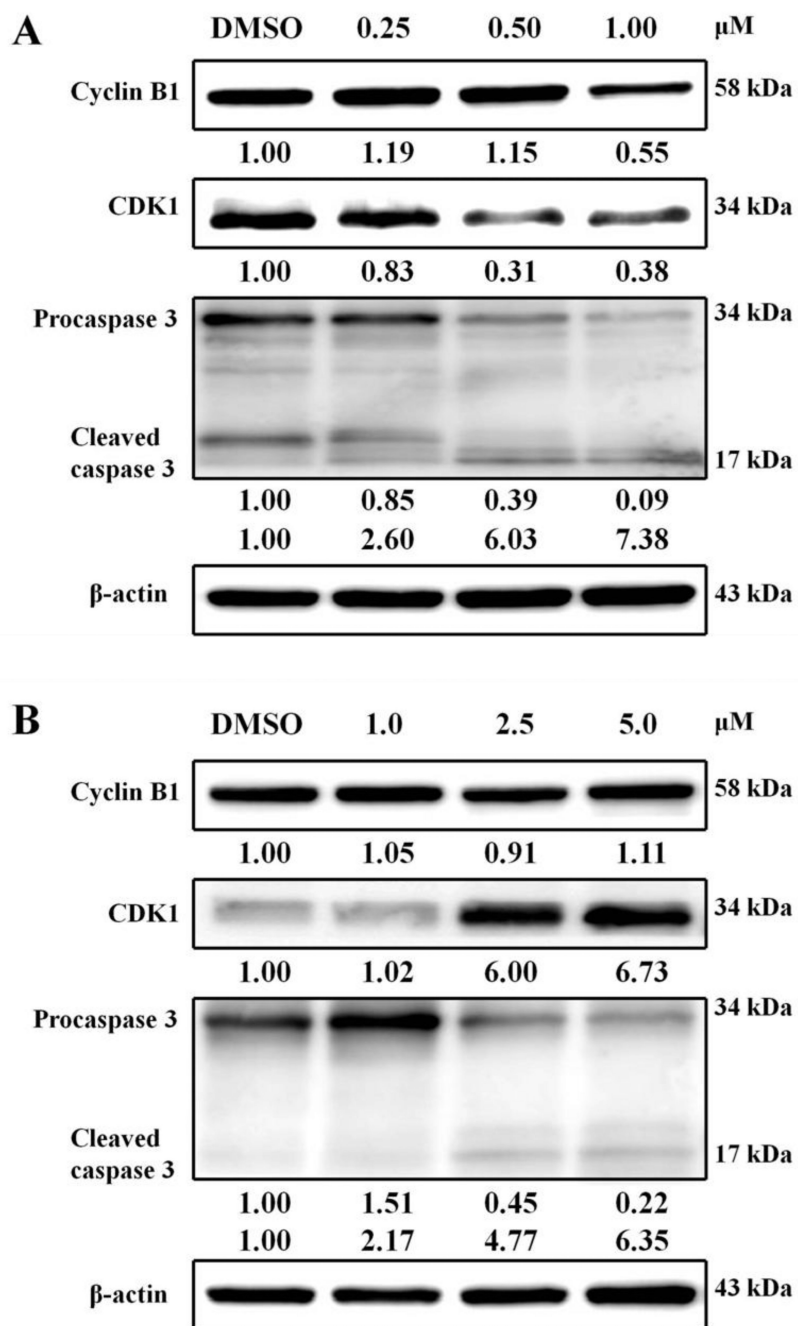 A
DMSO 0.25 0.50 1.00 μM
Cyclin B1 58 kDa
1.00 1.19 1.15 0.55
CDK1 34 kDa
1.00 0.83 0.31 0.38
Procaspase 3 34 kDa
Cleaved
caspase 3 17 kDa
1.00 0.85 0.39 0.09
1.00 2.60 6.03 7.38
β-actin 43 kDa
B
DMSO 1.0 2.5 5.0 μM
Cyclin B1 58 kDa
1.00 1.05 0.91 1.11
CDK1 34 kDa
1.00 1.02 6.00 6.73
Procaspase 3 34 kDa
Cleaved
caspase 3 17 kDa
1.00 1.51 0.45 0.22
1.00 2.17 4.77 6.35
β-actin 43 kDa